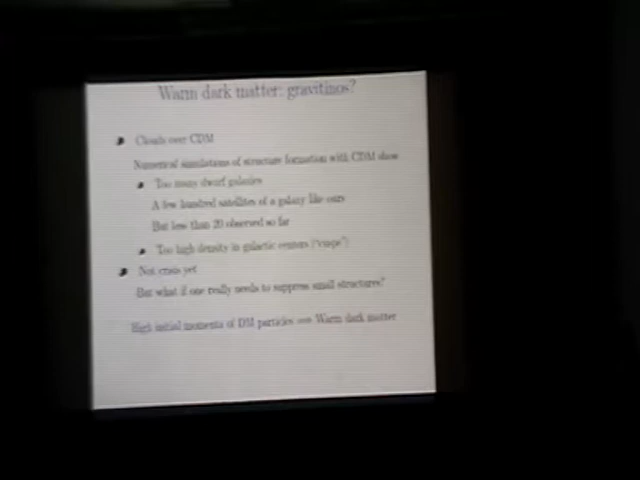 Warm dark matter: gravitinos?
Clouds over CDM
Numerical simulations of structure formation with CDM show
Too many dwarf galaxies
A few hundred satellites of a galaxy like ours
But less than 20 observed so far
Too high density in galactic centers ("cusps")
Not crisis yet
But what if one really needs to suppress small structures?
High initial momenta of DM particles Warm dark matter